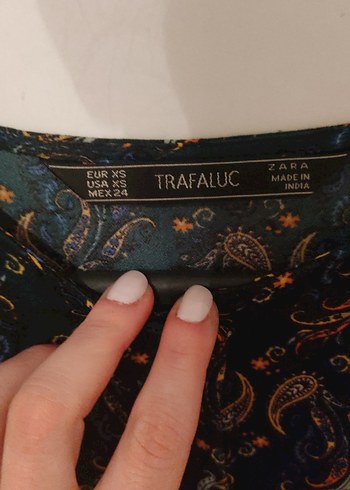 EUR XS
USA XS
MEX 24
TRAFALUC
ZARA
MADE IN
INDIA